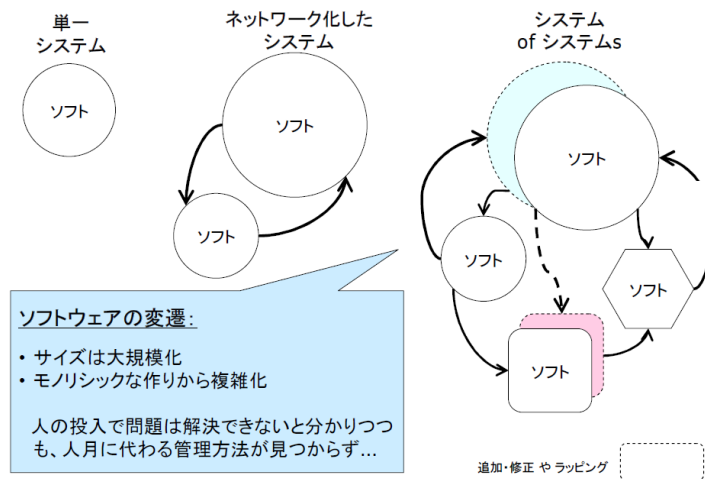 単一
システム
ネットワーク化した
システム
システム
of システムs
ソフト
ソフト
ソフト
ソフト
ソフト
ソフト
ソフト
ソフトウェアの変遷:
• サイズは大規模化
• モノリシックな作りから複雑化
人の投入で問題は解決できないと分かりつつ
も、人月に代わる管理方法が見つからず…
追加・修正 や ラッピング